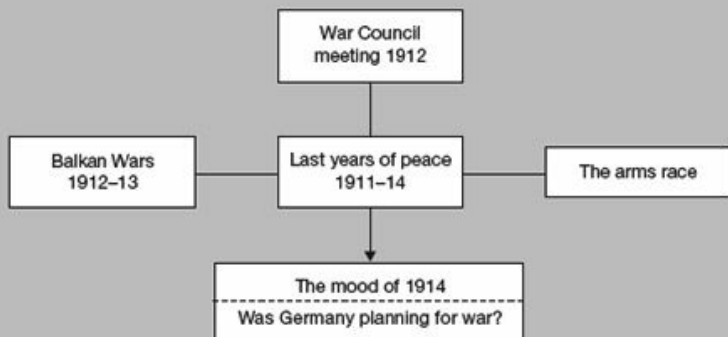 War Council
meeting 1912
Balkan Wars
1912–13
Last years of peace
1911–14
The arms race
The mood of 1914
Was Germany planning for war?